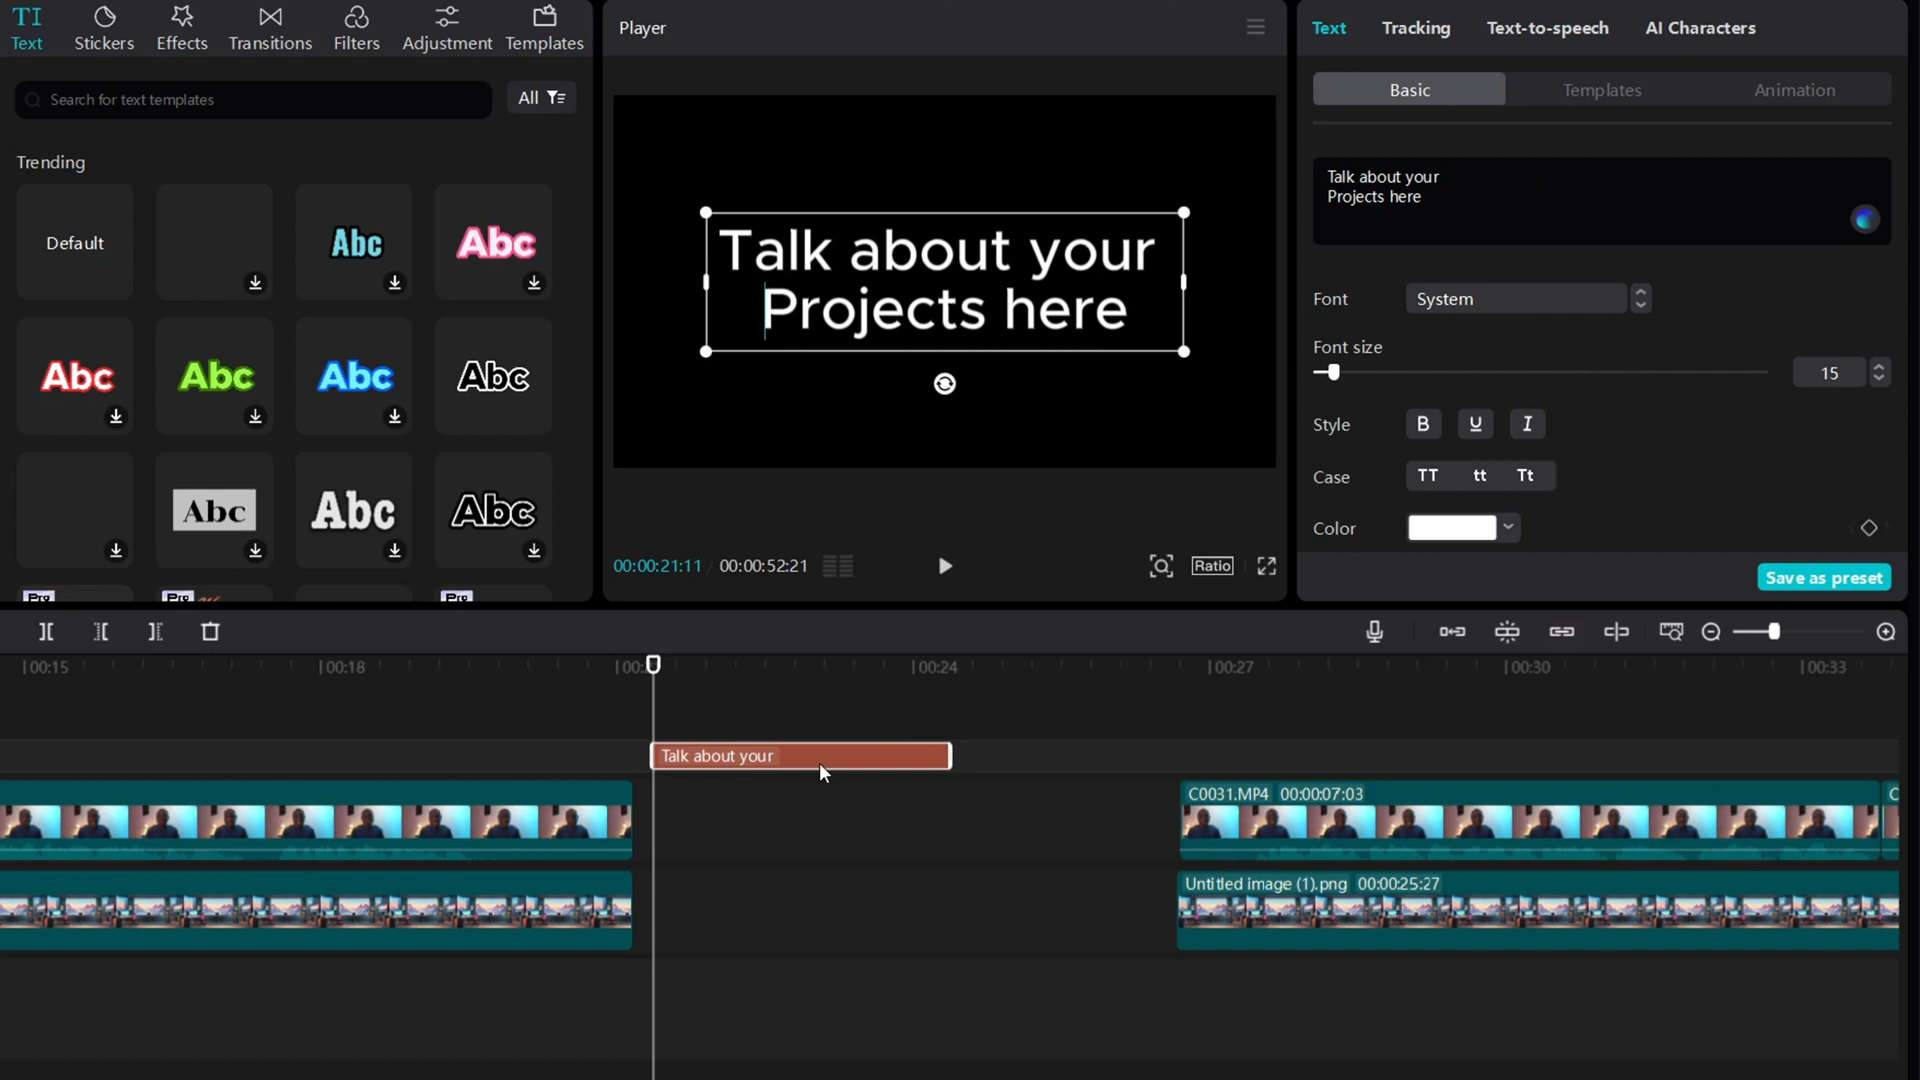 TI
Text
Stickers
Effects
Transitions
Filters
Adjustment
Templates
Search for text templates
All
Trending
Default
Abc
Abc
Abc
Abc
Abc
Abc
Abc
Abc
Abc
Pro
Pro
Pro
Player
Talk about your
Projects here
00:00:21:11 / 00:00:52:21
Ratio
Text
Tracking
Text-to-speech
AI Characters
Basic
Templates
Animation
Talk about your
Projects here
Font
System
Font size
15
Style
B
U
I
Case
TT
tt
Tt
Color
Save as preset
00:15
00:18
00:
00:24
00:27
00:30
00:33
Talk about your
C0031.MP4 00:00:07:03
C
Untitled image (1).png 00:00:25:27